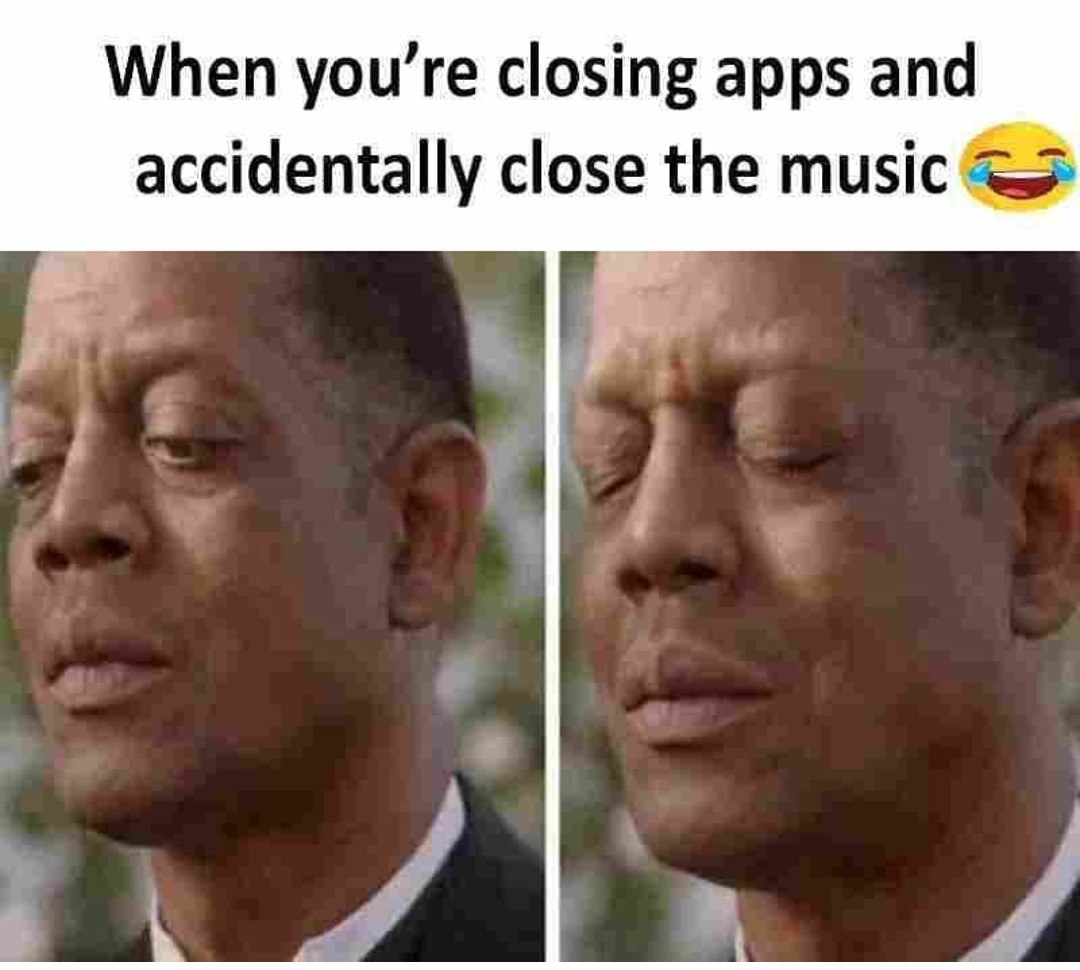 When you’re closing apps and
accidentally close the music😂